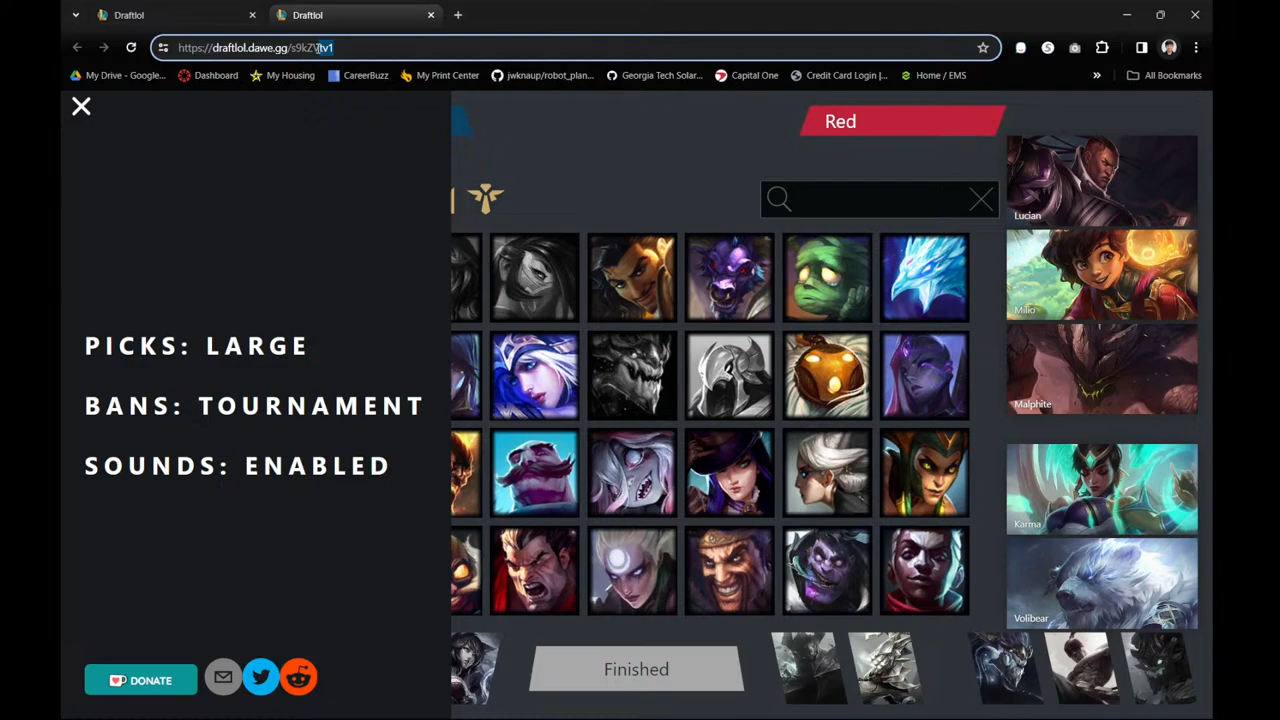 Draftlol
Draftlol
https://draftlol.dawe.gg/s9kZYtv1
My Drive - Google...
Dashboard
My Housing
CareerBuzz
My Print Center
jwknaup/robot_plan...
Georgia Tech Solar...
Capital One
Credit Card Login |...
Home / EMS
All Bookmarks
Red
Lucian
Milio
PICKS: LARGE
Malphite
BANS: TOURNAMENT
SOUNDS: ENABLED
Karma
Volibear
DONATE
Finished